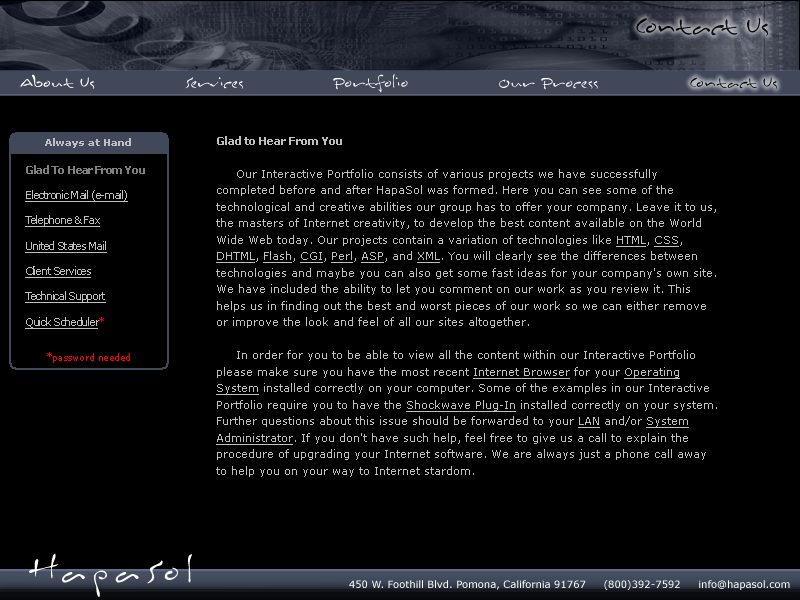 Contact Us
About Us Services Portfolio Our Process Contact Us
Always at Hand
Glad To Hear From You
Electronic Mail (e-mail)
Telephone & Fax
United States Mail
Client Services
Technical Support
Quick Scheduler*
*password needed
Glad to Hear From You
Our Interactive Portfolio consists of various projects we have successfully
completed before and after HapaSol was formed. Here you can see some of the
technological and creative abilities our group has to offer your company. Leave it to us,
the masters of Internet creativity, to develop the best content available on the World
Wide Web today. Our projects contain a variation of technologies like HTML, CSS,
DHTML, Flash, CGI, Perl, ASP, and XML. You will clearly see the differences between
technologies and maybe you can also get some fast ideas for your company's own site.
We have included the ability to let you comment on our work as you review it. This
helps us in finding out the best and worst pieces of our work so we can either remove
or improve the look and feel of all our sites altogether.
In order for you to be able to view all the content within our Interactive Portfolio
please make sure you have the most recent Internet Browser for your Operating
System installed correctly on your computer. Some of the examples in our Interactive
Portfolio require you to have the Shockwave Plug-In installed correctly on your system.
Further questions about this issue should be forwarded to your LAN and/or System
Administrator. If you don't have such help, feel free to give us a call to explain the
procedure of upgrading your Internet software. We are always just a phone call away
to help you on your way to Internet stardom.
HapaSol
450 W. Foothill Blvd. Pomona, California 91767 (800)392-7592 info@hapasol.com